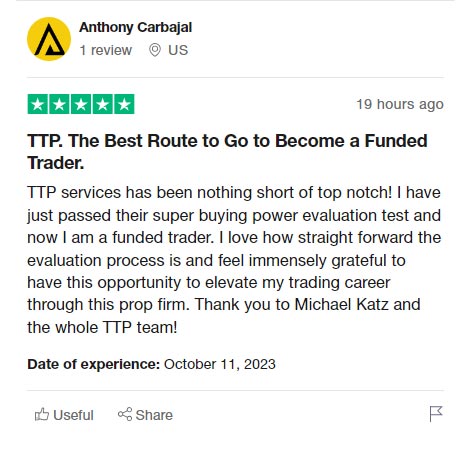 Anthony Carbajal
1 review US
19 hours ago
TTP. The Best Route to Go to Become a Funded
Trader.
TTP services has been nothing short of top notch! I have
just passed their super buying power evaluation test and
now I am a funded trader. I love how straight forward the
evaluation process is and feel immensely grateful to
have this opportunity to elevate my trading career
through this prop firm. Thank you to Michael Katz and
the whole TTP team!
Date of experience: October 11, 2023
Useful Share